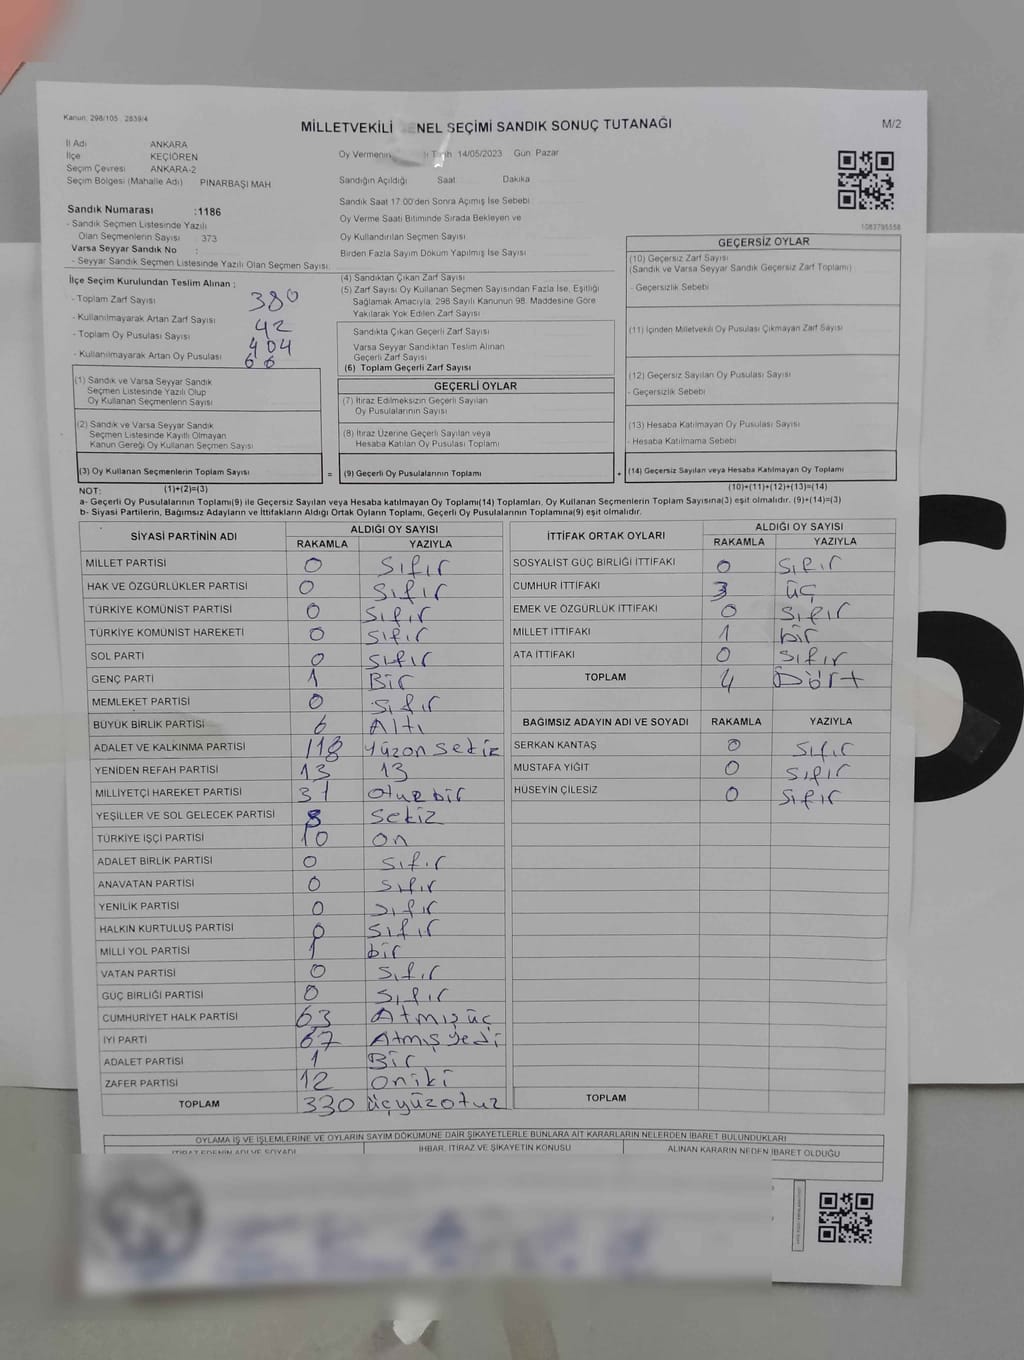 Kanun: 298/105 , 2839/4
MİLLETVEKİLİ ENEL SEÇİMİ SANDIK SONUÇ TUTANAĞI
M/2
İl Adı ANKARA
İlçe KEÇİÖREN
Seçim Çevresi ANKARA-2
Seçim Bölgesi (Mahalle Adı) PINARBAŞI MAH
Oy Vermenin Tarih 14/05/2023 Gün Pazar
Sandığın Açıldığı Saat Dakika
Sandık Saat 17:00'den Sonra Açımış İse Sebebi
Oy Verme Saati Bitiminde Sırada Bekleyen ve
Oy Kullandırılan Seçmen Sayısı
Birden Fazla Sayım Dökum Yapılmış İse Sayısı
1083795558
Sandık Numarası :1186
- Sandık Seçmen Listesinde Yazılı
Olan Seçmenlerin Sayısı : 373
Varsa Seyyar Sandık No :
- Seyyar Sandık Seçmen Listesinde Yazılı Olan Seçmen Sayısı:
İlçe Seçim Kurulundan Teslim Alınan :
- Toplam Zarf Sayısı 380
- Kullanılmayarak Artan Zarf Sayısı 42
- Toplam Oy Pusulası Sayısı 404
- Kullanılmayarak Artan Oy Pusulası 66
(1) Sandık ve Varsa Seyyar Sandık
Seçmen Listesinde Yazılı Olup
Oy Kullanan Seçmenlerin Sayısı
(2) Sandık ve Varsa Seyyar Sandık
Seçmen Listesinde Kayıtlı Olmayan
Kanun Gereği Oy Kullanan Seçmen Sayısı
(3) Oy Kullanan Seçmenlerin Toplam Sayısı
(4) Sandıktan Çıkan Zarf Sayısı
(5) Zarf Sayısı Oy Kullanan Seçmen Sayısından Fazla İse, Eşitliği
Sağlamak Amacıyla; 298 Sayılı Kanunun 98. Maddesine Göre
Yakılarak Yok Edilen Zarf Sayısı
Sandıkta Çıkan Geçerli Zarf Sayısı
Varsa Seyyar Sandıktan Teslim Alınan
Geçerli Zarf Sayısı
(6) Toplam Geçerli Zarf Sayısı
GEÇERLİ OYLAR
(7) İtiraz Edilmeksizin Geçerli Sayılan
Oy Pusulalarının Sayısı
(8) İtiraz Üzerine Geçerli Sayılan veya
Hesaba Katılan Oy Pusulası Toplamı
= (9) Geçerli Oy Pusulalarının Toplamı
GEÇERSİZ OYLAR
(10) Geçersiz Zarf Sayısı
(Sandık ve Varsa Seyyar Sandık Geçersiz Zarf Toplamı)
- Geçersizlik Sebebi
(11) İçinden Milletvekili Oy Pusulası Çıkmayan Zarf Sayısı
(12) Geçersiz Sayılan Oy Pusulası Sayısı
- Geçersizlik Sebebi
(13) Hesaba Katılmayan Oy Pusulası Sayısı
- Hesaba Katılmama Sebebi
+ (14) Geçersiz Sayılan veya Hesaba Katılmayan Oy Toplamı
NOT: (1)+(2)=(3)
(10)+(11)+(12)+(13)=(14)
a- Geçerli Oy Pusulalarının Toplamı(9) ile Geçersiz Sayılan veya Hesaba katılmayan Oy Toplamı(14) Toplamları, Oy Kullanan Seçmenlerin Toplam Sayısına(3) eşit olmalıdır. (9)+(14)=(3)
b- Siyasi Partilerin, Bağımsız Adayların ve İttifakların Aldığı Ortak Oyların Toplamı, Geçerli Oy Pusulalarının Toplamına(9) eşit olmalıdır.
SİYASİ PARTİNİN ADI ALDIĞI OY SAYISI
RAKAMLA YAZIYLA
MİLLET PARTİSİ 0 Sıfır
HAK VE ÖZGÜRLÜKLER PARTİSİ 0 Sıfır
TÜRKİYE KOMÜNİST PARTİSİ 0 Sıfır
TÜRKİYE KOMÜNİST HAREKETİ 0 Sıfır
SOL PARTİ 0 Sıfır
GENÇ PARTİ 1 Bir
MEMLEKET PARTİSİ 0 Sıfır
BÜYÜK BİRLİK PARTİSİ 6 Altı
ADALET VE KALKINMA PARTİSİ 118 Yüzon sekiz
YENİDEN REFAH PARTİSİ 13 13
MİLLİYETÇİ HAREKET PARTİSİ 31 Otuz bir
YEŞİLLER VE SOL GELECEK PARTİSİ 8 Sekiz
TÜRKİYE İŞÇİ PARTİSİ 10 on
ADALET BİRLİK PARTİSİ 0 Sıfır
ANAVATAN PARTİSİ 0 Sıfır
YENİLİK PARTİSİ 0 Sıfır
HALKIN KURTULUŞ PARTİSİ 0 Sıfır
MİLLİ YOL PARTİSİ 1 bir
VATAN PARTİSİ 0 Sıfır
GÜÇ BİRLİĞİ PARTİSİ 0 Sıfır
CUMHURİYET HALK PARTİSİ 63 Atmış üç
İYİ PARTİ 67 Atmış yedi
ADALET PARTİSİ 1 Bir
ZAFER PARTİSİ 12 oniki
TOPLAM 330 üçyüzotuz
İTTİFAK ORTAK OYLARI ALDIĞI OY SAYISI
RAKAMLA YAZIYLA
SOSYALİST GÜÇ BİRLİĞİ İTTİFAKI 0 Sıfır
CUMHUR İTTİFAKI 3 üç
EMEK VE ÖZGÜRLÜK İTTİFAKI 0 Sıfır
MİLLET İTTİFAKI 1 bir
ATA İTTİFAKI 0 Sıfır
TOPLAM 4 Dört
BAĞIMSIZ ADAYIN ADI VE SOYADI RAKAMLA YAZIYLA
SERKAN KANTAŞ 0 Sıfır
MUSTAFA YİĞİT 0 Sıfır
HÜSEYİN ÇİLESİZ 0 Sıfır
TOPLAM
OYLAMA İŞ VE İŞLEMLERİNE VE OYLARIN SAYIM DÖKÜMÜNE DAİR ŞİKAYETLERLE BUNLARA AİT KARARLARIN NELERDEN İBARET BULUNDUKLARI
İTİRAZ EDENİN ADI VE SOYADI İHBAR, İTİRAZ VE ŞİKAYETİN KONUSU ALINAN KARARIN NEDEN İBARET OLDUĞU